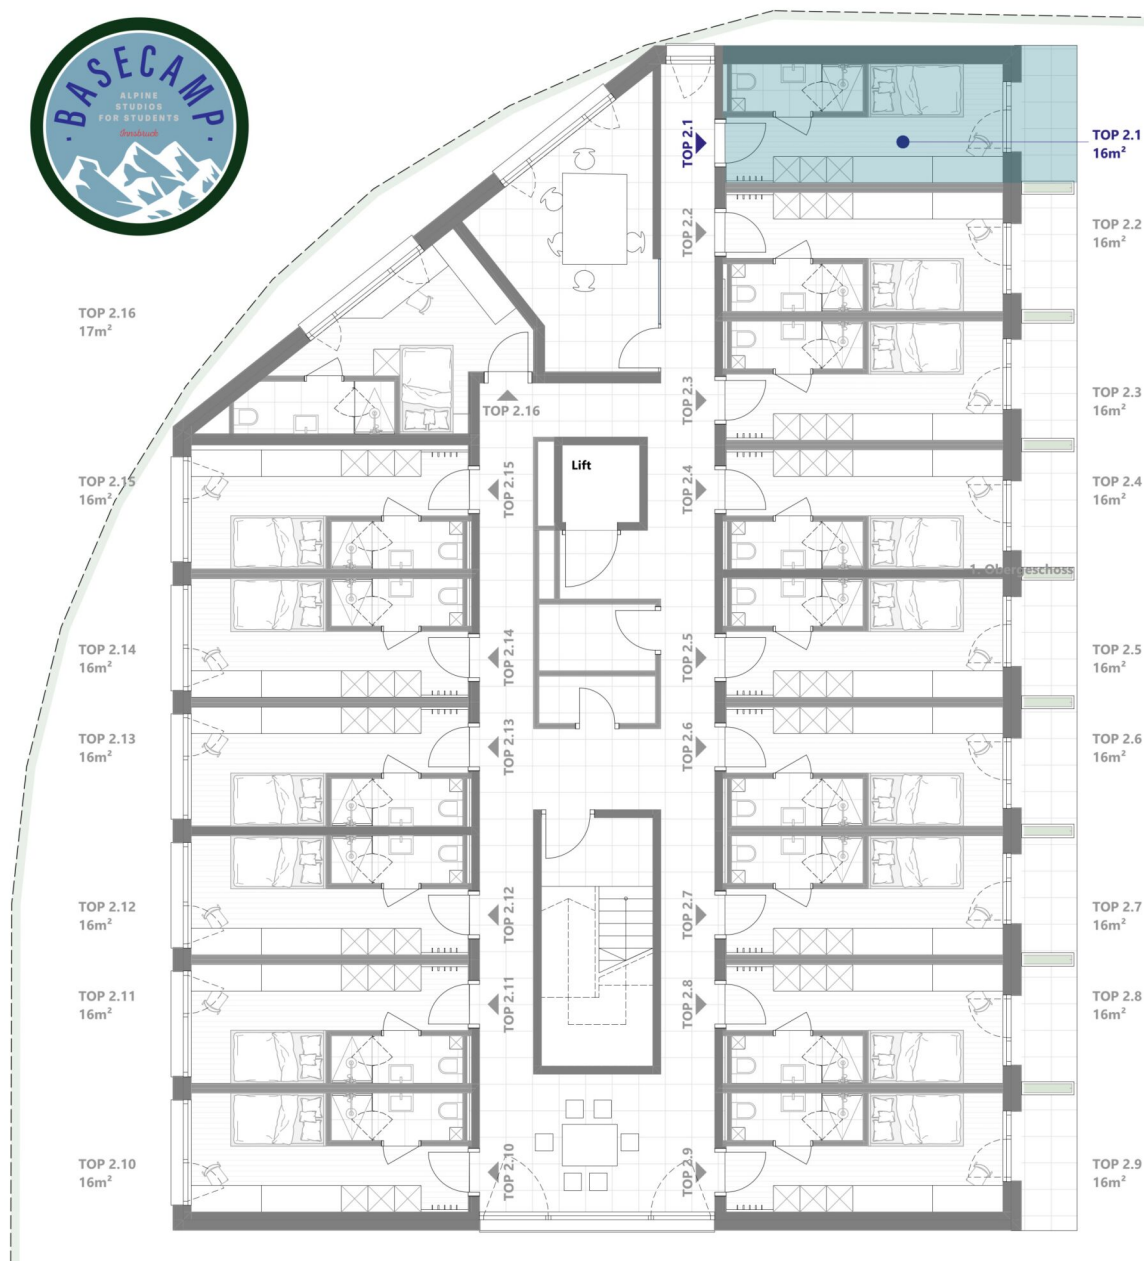 BASECAMP
ALPINE
STUDIOS
FOR STUDENTS
Innsbruck
TOP 2.1
TOP 2.1
16m²
TOP 2.2
TOP 2.2
16m²
TOP 2.16
17m²
TOP 2.16
TOP 2.3
TOP 2.3
16m²
Lift
TOP 2.15
16m²
TOP 2.15
TOP 2.4
TOP 2.4
16m²
1. Obergeschoss
TOP 2.14
16m²
TOP 2.14
TOP 2.5
TOP 2.5
16m²
TOP 2.13
16m²
TOP 2.13
TOP 2.6
TOP 2.6
16m²
TOP 2.12
16m²
TOP 2.12
TOP 2.7
TOP 2.7
16m²
TOP 2.11
16m²
TOP 2.11
TOP 2.8
TOP 2.8
16m²
TOP 2.10
16m²
TOP 2.10
TOP 2.9
TOP 2.9
16m²